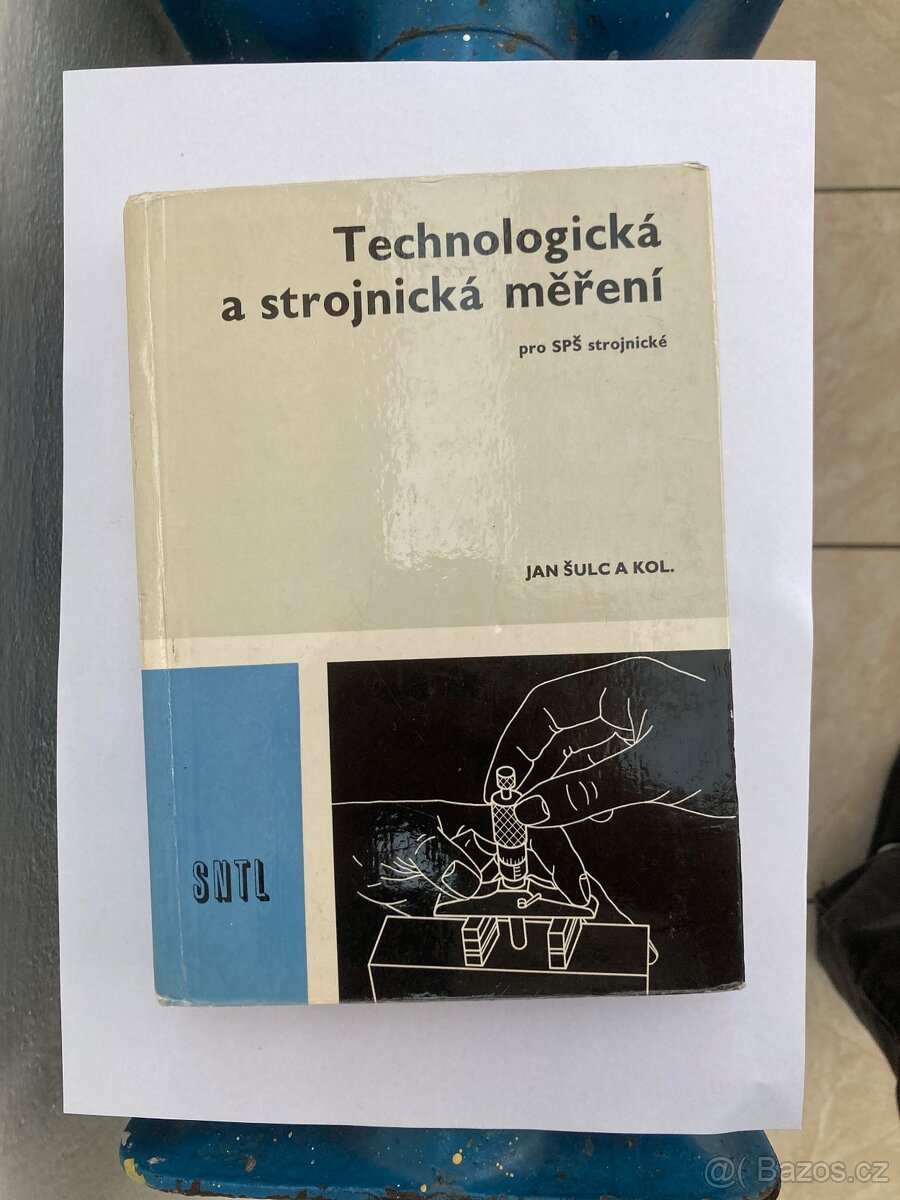 Technologická
a strojnická měření
pro SPŠ strojnické
JAN ŠULC A KOL.
SNTL
@( Bazos.cz